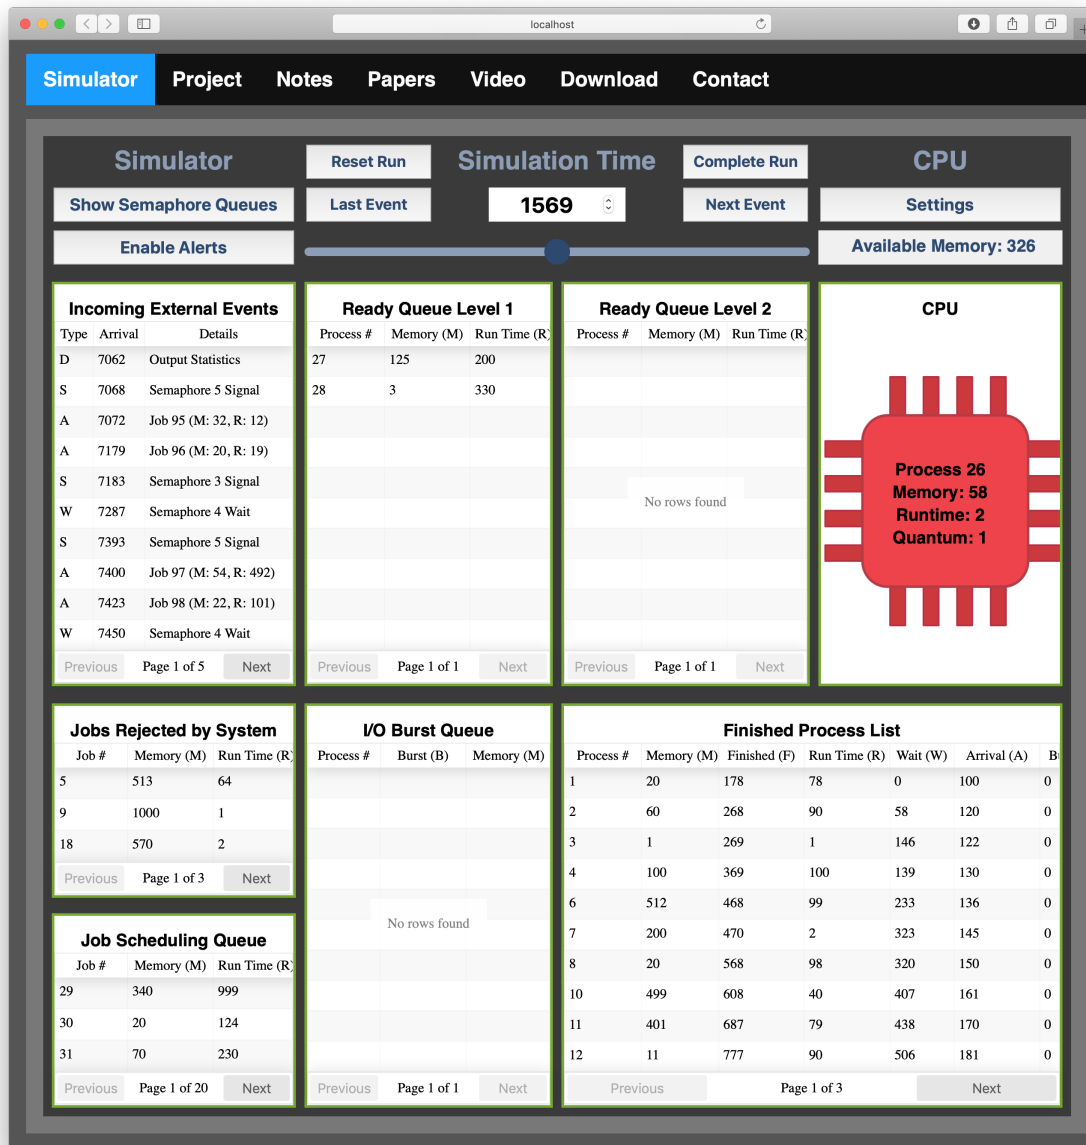 localhost
Simulator Project Notes Papers Video Download Contact
Simulator
Reset Run
Simulation Time
Complete Run
CPU
Show Semaphore Queues
Last Event
1569
Next Event
Settings
Enable Alerts
Available Memory: 326
Incoming External Events
Type Arrival Details
D 7062 Output Statistics
S 7068 Semaphore 5 Signal
A 7072 Job 95 (M: 32, R: 12)
A 7179 Job 96 (M: 20, R: 19)
S 7183 Semaphore 3 Signal
W 7287 Semaphore 4 Wait
S 7393 Semaphore 5 Signal
A 7400 Job 97 (M: 54, R: 492)
A 7423 Job 98 (M: 22, R: 101)
W 7450 Semaphore 4 Wait
Previous Page 1 of 5 Next
Ready Queue Level 1
Process # Memory (M) Run Time (R)
27 125 200
28 3 330
Previous Page 1 of 1 Next
Ready Queue Level 2
Process # Memory (M) Run Time (R)
No rows found
Previous Page 1 of 1 Next
CPU
Process 26
Memory: 58
Runtime: 2
Quantum: 1
Jobs Rejected by System
Job # Memory (M) Run Time (R)
5 513 64
9 1000 1
18 570 2
Previous Page 1 of 3 Next
Job Scheduling Queue
Job # Memory (M) Run Time (R)
29 340 999
30 20 124
31 70 230
Previous Page 1 of 20 Next
I/O Burst Queue
Process # Burst (B) Memory (M)
No rows found
Previous Page 1 of 1 Next
Finished Process List
Process # Memory (M) Finished (F) Run Time (R) Wait (W) Arrival (A)
1 20 178 78 0 100 0
2 60 268 90 58 120 0
3 1 269 1 146 122 0
4 100 369 100 139 130 0
6 512 468 99 233 136 0
7 200 470 2 323 145 0
8 20 568 98 320 150 0
10 499 608 40 407 161 0
11 401 687 79 438 170 0
12 11 777 90 506 181 0
Previous Page 1 of 3 Next